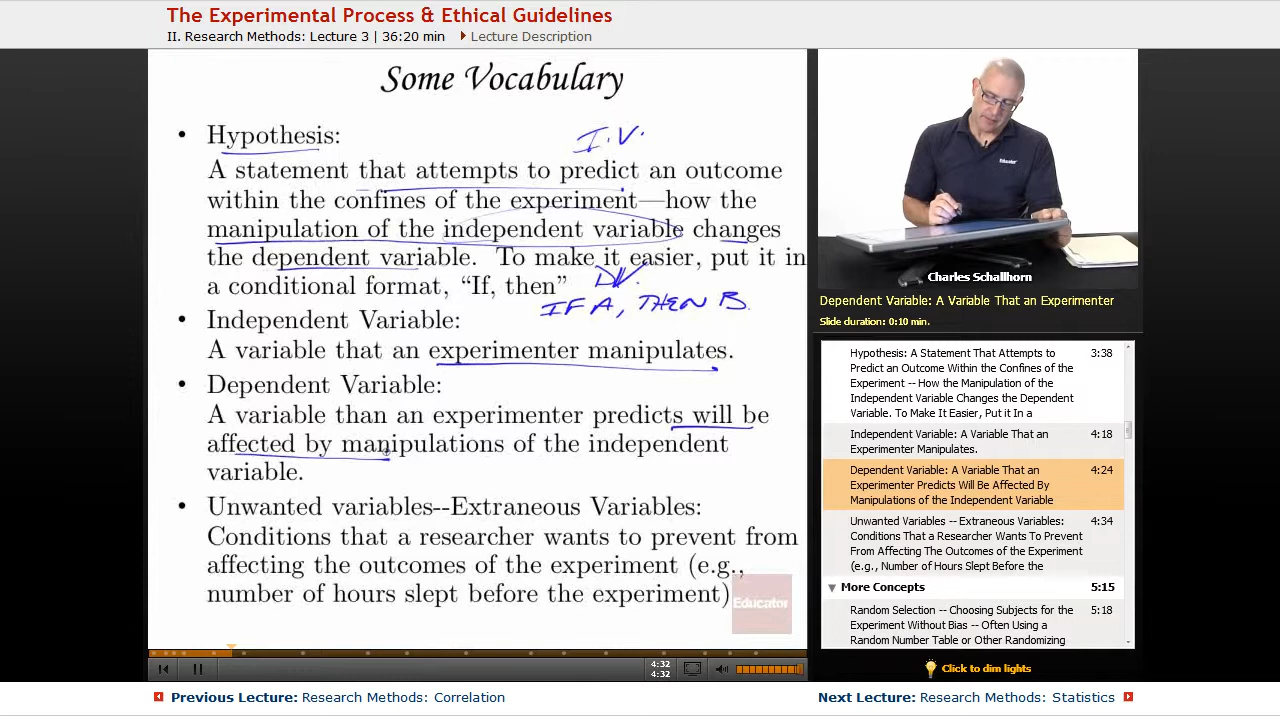 The Experimental Process & Ethical Guidelines
II. Research Methods: Lecture 3 | 36:20 min
Lecture Description
Some Vocabulary
• Hypothesis:
I.V.
A statement that attempts to predict an outcome
within the confines of the experiment—how the
manipulation of the independent variable changes
the dependent variable. To make it easier, put it in
a conditional format, “If, then”
DV.
IF A, THEN B.
• Independent Variable:
A variable that an experimenter manipulates.
• Dependent Variable:
A variable than an experimenter predicts will be
affected by manipulations of the independent
variable.
• Unwanted variables--Extraneous Variables:
Conditions that a researcher wants to prevent from
affecting the outcomes of the experiment (e.g.,
number of hours slept before the experiment)
Educator
4:32
4:32
Educator
Charles Schallhorn
Dependent Variable: A Variable That an Experimenter
Slide duration: 0:10 min.
Hypothesis: A Statement That Attempts to 3:38
Predict an Outcome Within the Confines of the
Experiment -- How the Manipulation of the
Independent Variable Changes the Dependent
Variable. To Make It Easier, Put it In a
Independent Variable: A Variable That an 4:18
Experimenter Manipulates.
Dependent Variable: A Variable That an 4:24
Experimenter Predicts Will Be Affected By
Manipulations of the Independent Variable
Unwanted Variables -- Extraneous Variables: 4:34
Conditions That a Researcher Wants To Prevent
From Affecting The Outcomes of the Experiment
(e.g., Number of Hours Slept Before the
More Concepts 5:15
Random Selection -- Choosing Subjects for the 5:18
Experiment Without Bias -- Often Using a
Random Number Table or Other Randomizing
Click to dim lights
Previous Lecture: Research Methods: Correlation
Next Lecture: Research Methods: Statistics